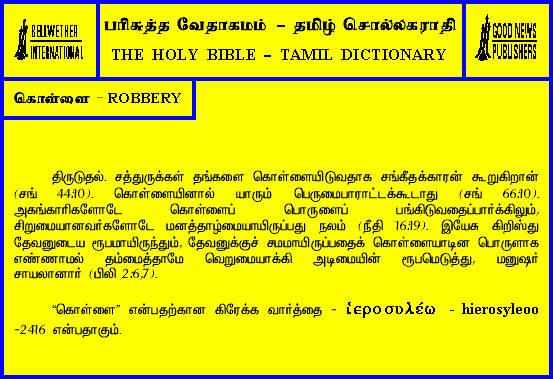 BELLWETHER
INTERNATIONAL
பரிசுத்த வேதாகமம் – தமிழ் சொல்லகராதி
THE HOLY BIBLE – TAMIL DICTIONARY
GOOD NEWS
PUBLISHERS
கொள்ளை - ROBBERY
திருடுதல். சத்துருக்கள் தங்களை கொள்ளையிடுவதாக சங்கீதக்காரன் கூறுகிறான்
(சங் 44:10). கொள்ளையினால் யாரும் பெருமைபாராட்டக்கூடாது (சங் 66:10).
அகங்காரிகளோடே கொள்ளைப் பொருளைப் பங்கிடுவதைப்பார்க்கிலும்,
சிறுமையானவர்களோடே மனத்தாழ்மையாயிருப்பது நலம் (நீதி 16:19). இயேசு கிறிஸ்து
தேவனுடைய ரூபமாயிருந்தும், தேவனுக்குச் சமமாயிருப்பதைக் கொள்ளையாடின பொருளாக
எண்ணாமல் தம்மைத்தாமே வெறுமையாக்கி அடிமையின் ரூபமெடுத்து, மனுஷர்
சாயலானார் (பிலி 2:6,7).
“கொள்ளை” என்பதற்கான கிரேக்க வார்த்தை - ἱεροσυλέω - hierosyleoo
-2416 என்பதாகும்.